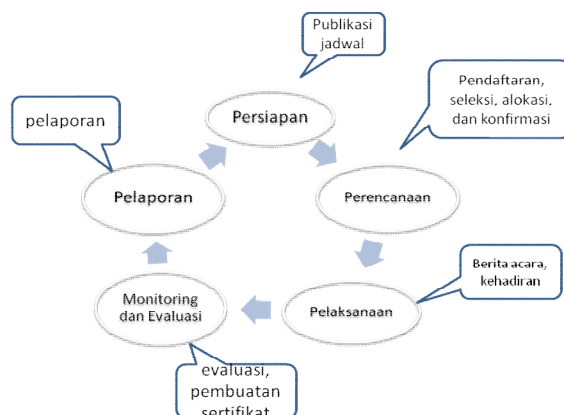 Publikasi
jadwal
Persiapan
Pendaftaran,
seleksi, alokasi,
dan konfirmasi
pelaporan
Pelaporan
Perencanaan
Berita acara,
kehadiran
Monitoring
dan Evaluasi
Pelaksanaan
evaluasi,
pembuatan
sertifikat